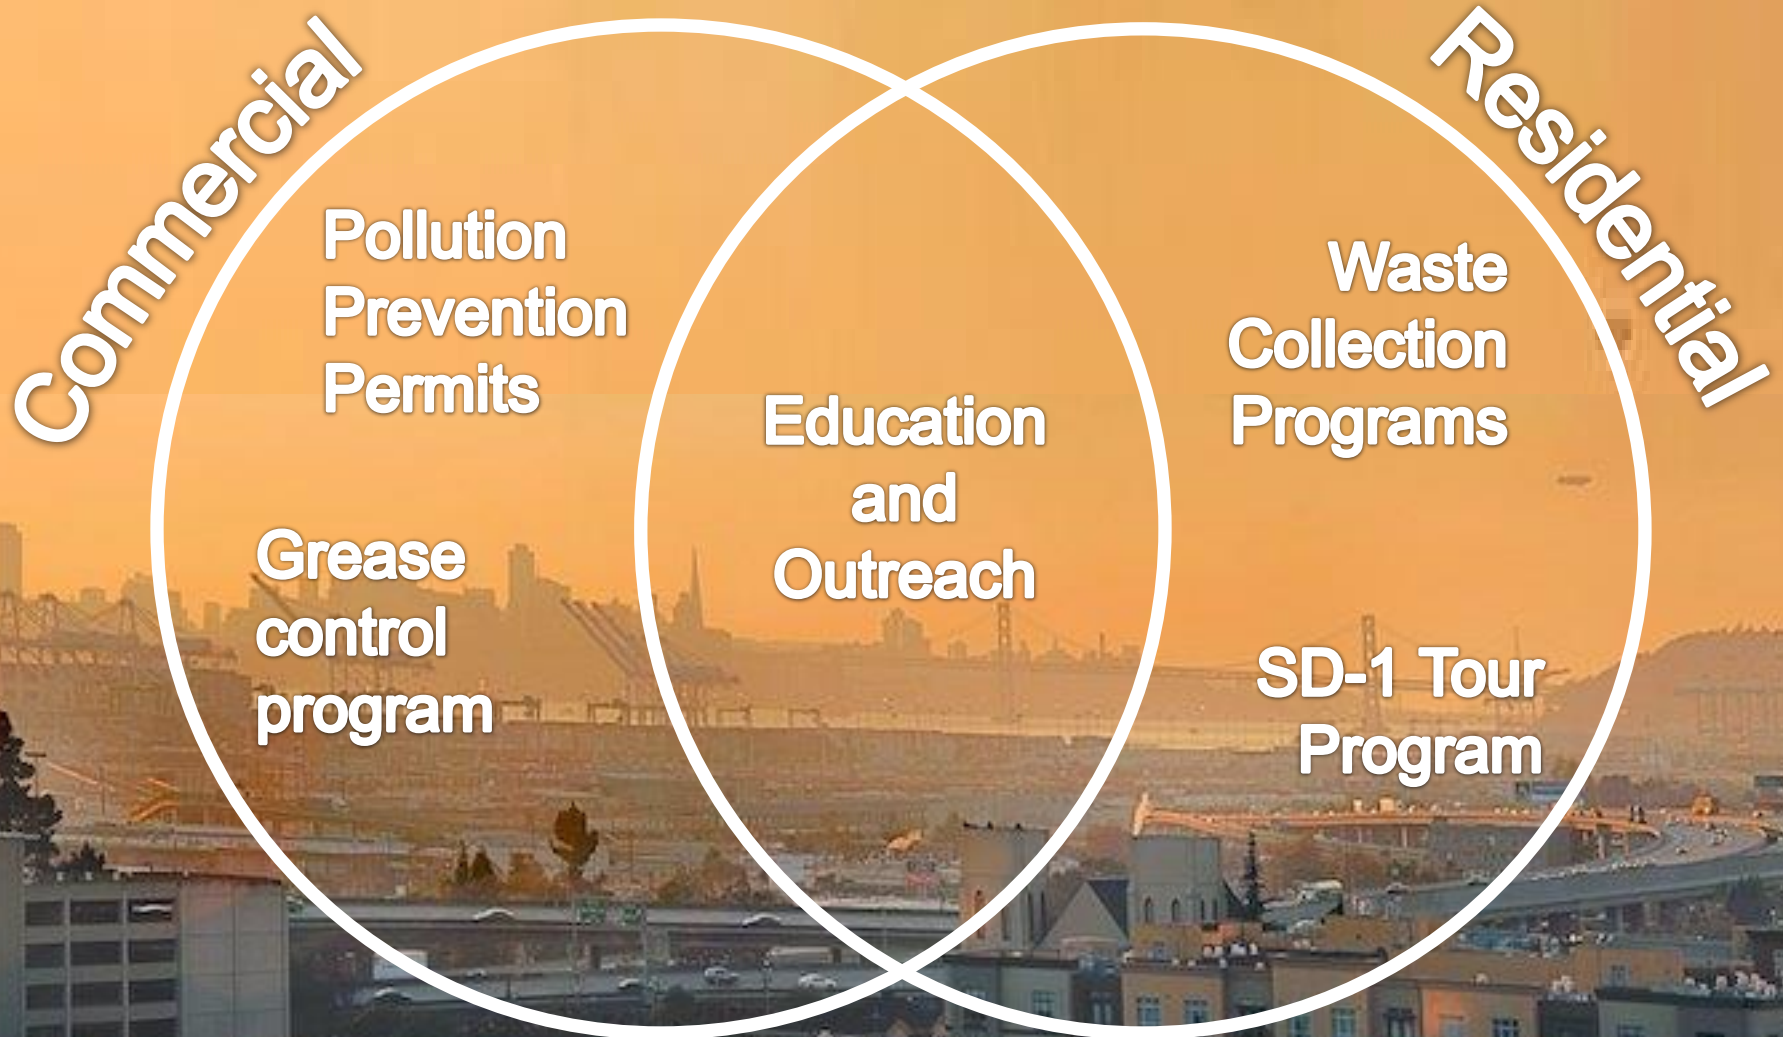 Commercial
Residential
Pollution
Prevention
Permits
Grease
control
program
Education
and
Outreach
Waste
Collection
Programs
SD-1 Tour
Program